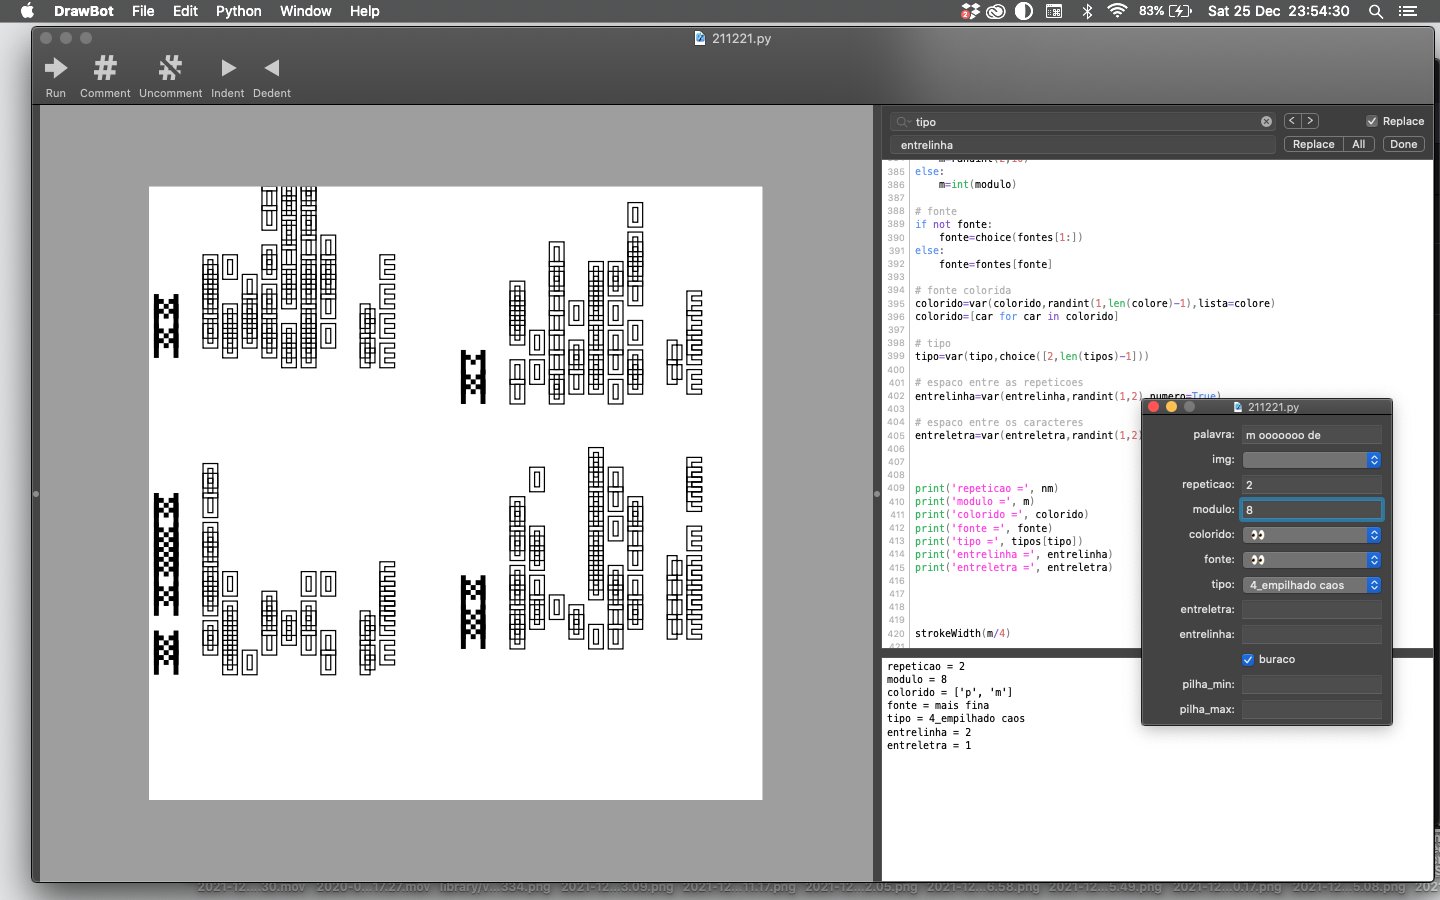 DrawBot File Edit Python Window Help
2
83% Sat 25 Dec 23:54:30
211221.py
Run Comment Uncomment Indent Dedent
tipo
< > Replace
entrelinha
Replace All Done
385 else:
386 m=int(modulo)
387
388 # fonte
389 if not fonte:
390 fonte=choice(fontes[1:])
391 else:
392 fonte=fontes[fonte]
393
394 # fonte colorida
395 colorido=var(colorido,randint(1,len(colore)-1),lista=colore)
396 colorido=[car for car in colorido]
397
398 # tipo
399 tipo=var(tipo,choice([2,len(tipos)-1]))
400
401 # espaco entre as repeticoes
402 entrelinha=var(entrelinha,randint(1,2),numero=True)
403
404 # espaco entre os caracteres
405 entreletra=var(entreletra,randint(1,2)
406
407
408
409 print('repeticao =', nm)
410 print('modulo =', m)
411 print('colorido =', colorido)
412 print('fonte =', fonte)
413 print('tipo =', tipos[tipo])
414 print('entrelinha =', entrelinha)
415 print('entreletra =', entreletra)
416
417
418
419
420 strokeWidth(m/4)
421
repeticao = 2
modulo = 8
colorido = ['p', 'm']
fonte = mais fina
tipo = 4_empilhado caos
entrelinha = 2
entreletra = 1
211221.py
palavra: m ooooooo de
img:
repeticao: 2
modulo: 8
colorido: 👀
fonte: 👀
tipo: 4_empilhado caos
entreletra:
entrelinha:
buraco
pilha_min:
pilha_max:
2021-12....30.mov 2020-0...17.27.mov library/v...334.png 2021-12...3.09.png 2021-12...11.17.png 2021-12...2.05.png 2021-12...6.58.png 2021-12...5.49.png 2021-12...0.17.png 2021-12...5.08.png